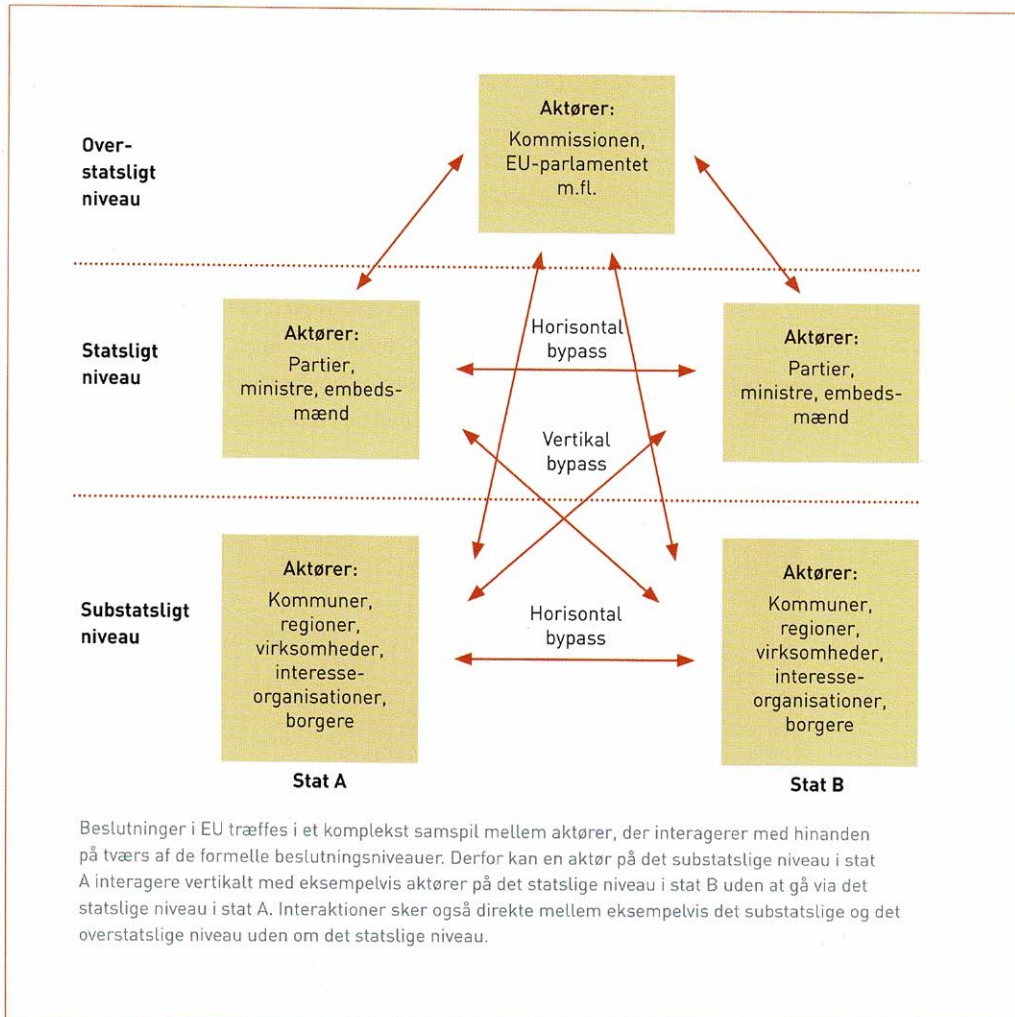 Over-
statsligt
niveau
Aktører:
Kommissionen,
EU-parlamentet
m.fl.
Statsligt
niveau
Aktører:
Partier,
ministre, embeds-
mænd
Horisontal
bypass
Aktører:
Partier,
ministre, embeds-
mænd
Vertikal
bypass
Substatsligt
niveau
Aktører:
Kommuner,
regioner,
virksomheder,
interesse-
organisationer,
borgere
Stat A
Horisontal
bypass
Aktører:
Kommuner,
regioner,
virksomheder,
interesse-
organisationer,
borgere
Stat B
Beslutninger i EU træffes i et komplekst samspil mellem aktører, der interagerer med hinanden
på tværs af de formelle beslutningsniveauer. Derfor kan en aktør på det substatslige niveau i stat
A interagere vertikalt med eksempelvis aktører på det statslige niveau i stat B uden at gå via det
statslige niveau i stat A. Interaktioner sker også direkte mellem eksempelvis det substatslige og det
overstatslige niveau uden om det statslige niveau.